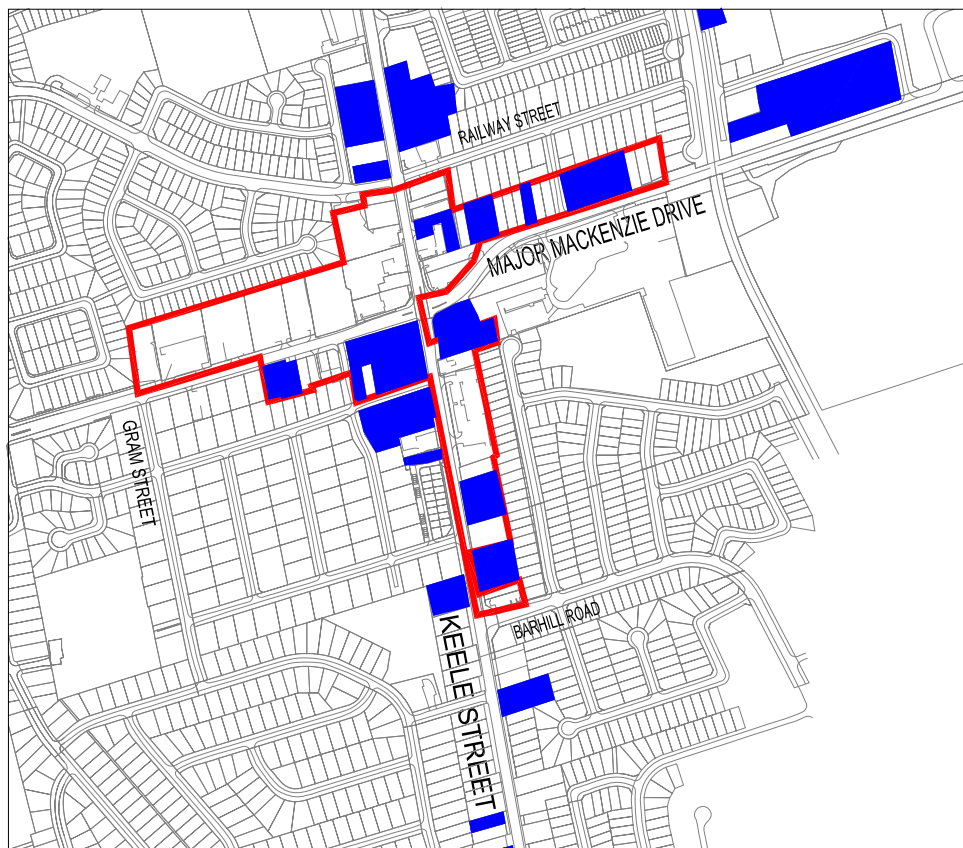 RAILWAY STREET
MAJOR MACKENZIE DRIVE
GRAM STREET
BARHILL ROAD
KEELE STREET